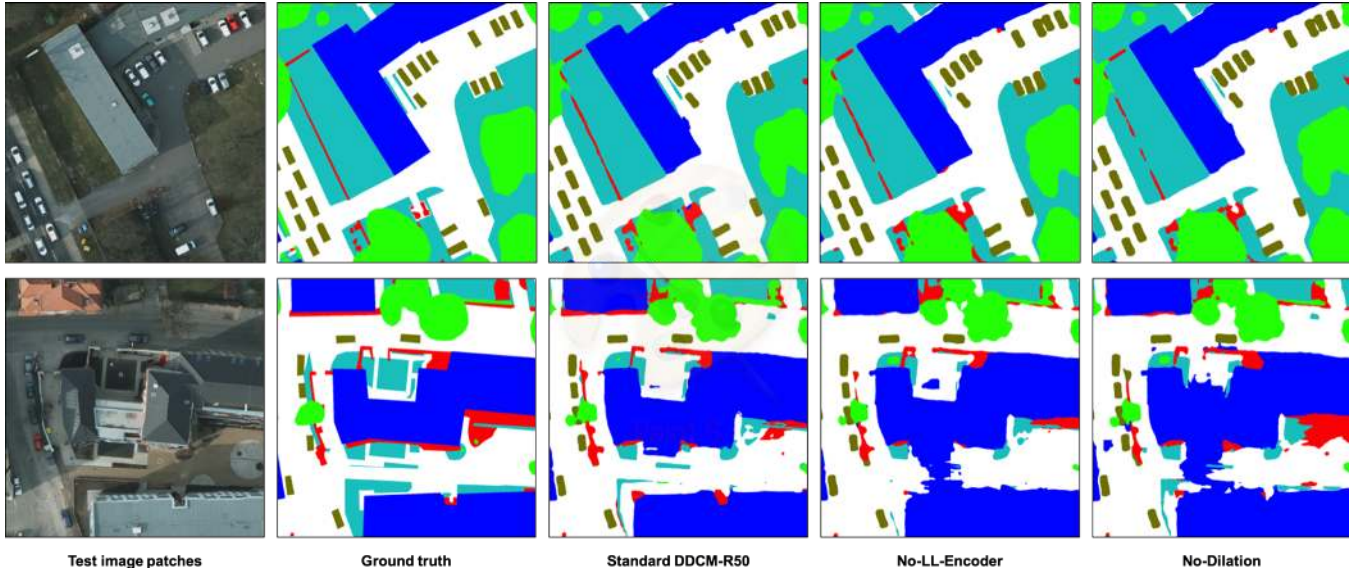 Test image patches
Ground truth
Standard DDCM-R50
No-LL-Encoder
No-Dilation